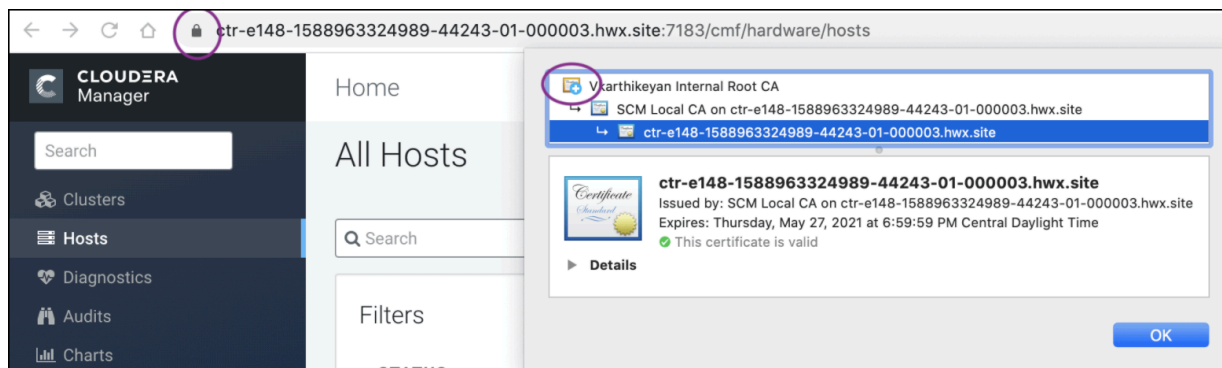 ctr-e148-1588963324989-44243-01-000003.hwx.site:7183/cmf/hardware/hosts
CLOUDERA
Manager
Search
Clusters
Hosts
Diagnostics
Audits
Charts
Home
All Hosts
Search
Filters
Vkarthikeyan Internal Root CA
SCM Local CA on ctr-e148-1588963324989-44243-01-000003.hwx.site
ctr-e148-1588963324989-44243-01-000003.hwx.site
Certificate
Standard
ctr-e148-1588963324989-44243-01-000003.hwx.site
Issued by: SCM Local CA on ctr-e148-1588963324989-44243-01-000003.hwx.site
Expires: Thursday, May 27, 2021 at 6:59:59 PM Central Daylight Time
This certificate is valid
Details
OK